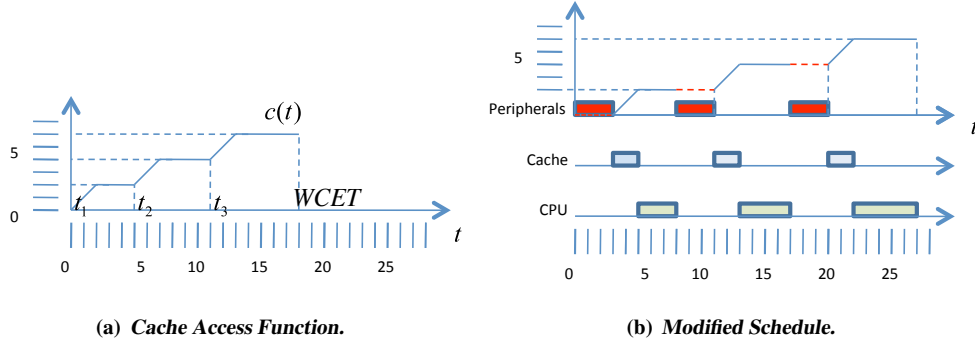 5
0
c(t)
t1
t2
t3
WCET
t
0
5
10
15
20
25
(a) Cache Access Function.
5
Peripherals
t
Cache
CPU
0
5
10
15
20
25
(b) Modified Schedule.